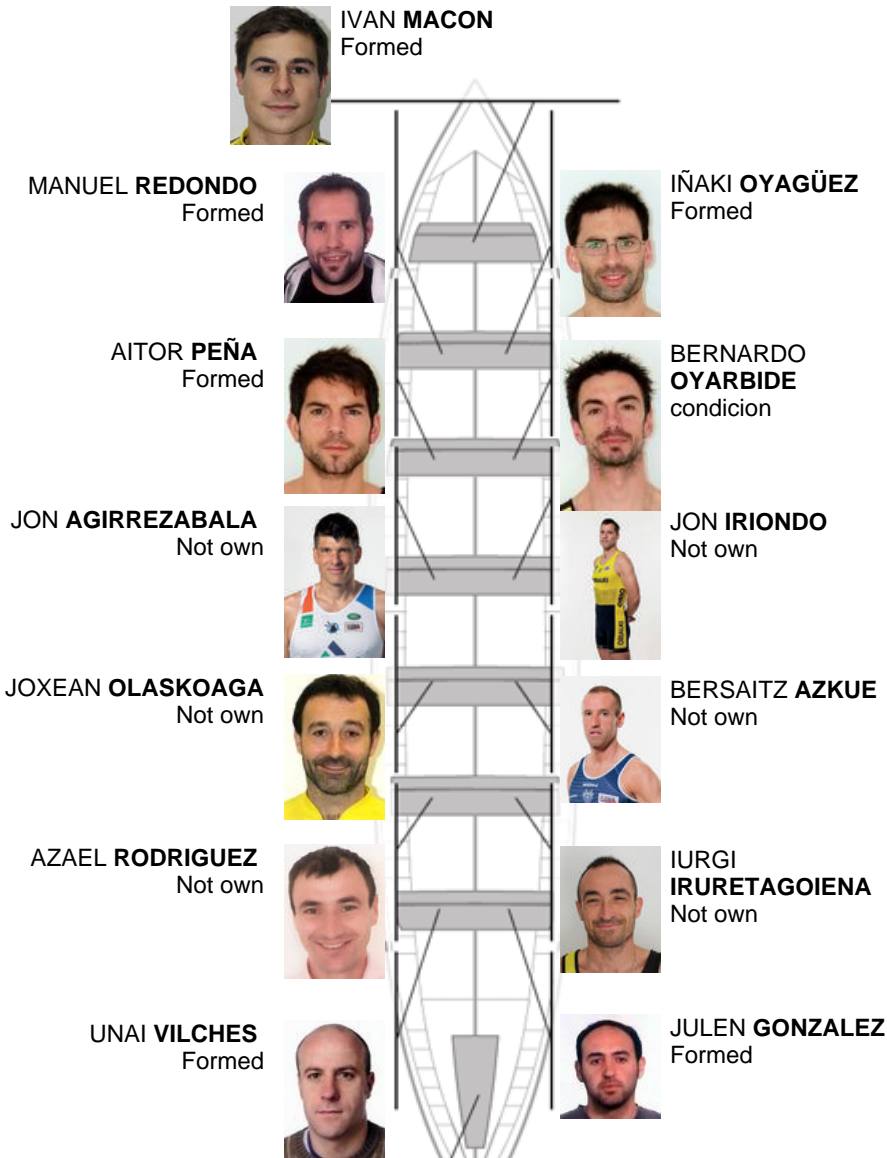 IVAN MACON
Formed
MANUEL REDONDO
Formed
IÑAKI OYAGÜEZ
Formed
AITOR PEÑA
Formed
BERNARDO
OYARBIDE
condicion
JON AGIRREZABALA
Not own
JON IRIONDO
Not own
JOXEAN OLASKOAGA
Not own
BERSAITZ AZKUE
Not own
AZAEL RODRIGUEZ
Not own
IURGI
IRURETAGOIENA
Not own
UNAI VILCHES
Formed
JULEN GONZALEZ
Formed